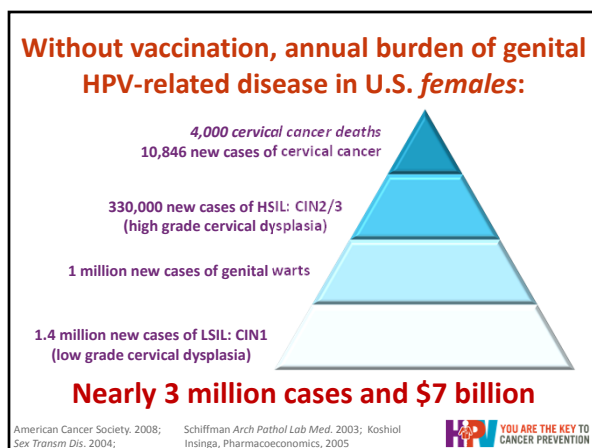 Without vaccination, annual burden of genital
HPV-related disease in U.S. females:
4,000 cervical cancer deaths
10,846 new cases of cervical cancer
330,000 new cases of HSIL: CIN2/3
(high grade cervical dysplasia)
1 million new cases of genital warts
1.4 million new cases of LSIL: CIN1
(low grade cervical dysplasia)
Nearly 3 million cases and $7 billion
American Cancer Society. 2008;
Sex Transm Dis. 2004;
Schiffman Arch Pathol Lab Med. 2003; Koshiol
Insinga, Pharmacoeconomics, 2005
HPV
YOU ARE THE KEY TO
CANCER PREVENTION